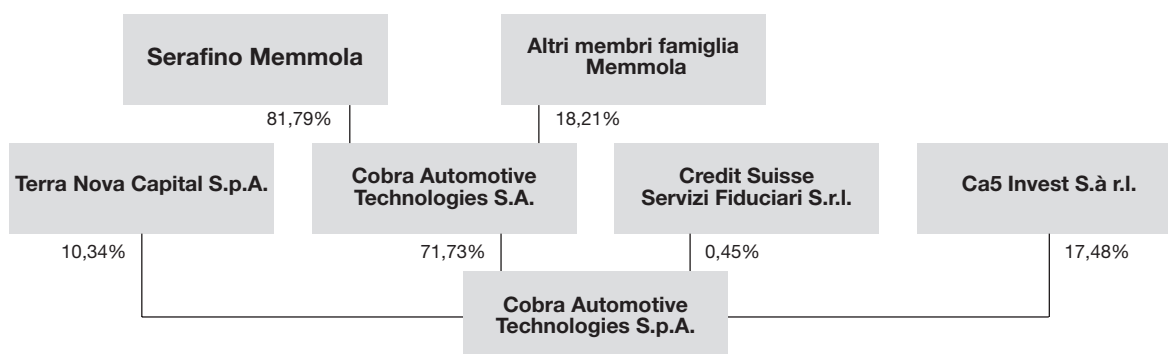 Serafino Memmola
Altri membri famiglia
Memmola
81,79%
18,21%
Terra Nova Capital S.p.A.
Cobra Automotive
Technologies S.A.
Credit Suisse
Servizi Fiduciari S.r.l.
Ca5 Invest S.à r.l.
10,34%
71,73%
0,45%
17,48%
Cobra Automotive
Technologies S.p.A.